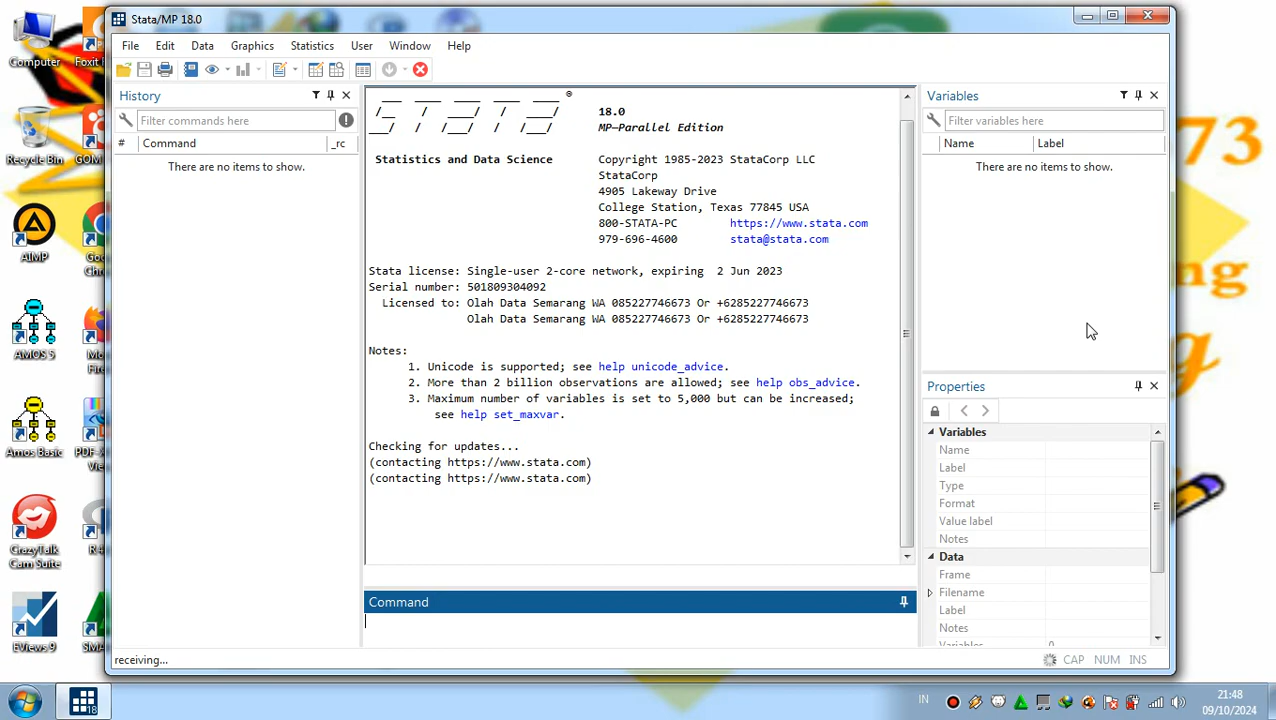 Stata/MP 18.0
File Edit Data Graphics Statistics User Window Help
History
Filter commands here
# Command _rc
There are no items to show.
18.0
MP—Parallel Edition
Statistics and Data Science
Copyright 1985-2023 StataCorp LLC
StataCorp
4905 Lakeway Drive
College Station, Texas 77845 USA
800-STATA-PC https://www.stata.com
979-696-4600 stata@stata.com
Stata license: Single-user 2-core network, expiring 2 Jun 2023
Serial number: 501809304092
Licensed to: Olah Data Semarang WA 085227746673 Or +6285227746673
Olah Data Semarang WA 085227746673 Or +6285227746673
Notes:
1. Unicode is supported; see help unicode_advice.
2. More than 2 billion observations are allowed; see help obs_advice.
3. Maximum number of variables is set to 5,000 but can be increased;
see help set_maxvar.
Checking for updates...
(contacting https://www.stata.com)
(contacting https://www.stata.com)
Command
Variables
Filter variables here
Name Label
There are no items to show.
Properties
Variables
Name
Label
Type
Format
Value label
Notes
Data
Frame
Filename
Label
Notes
Variables 0
receiving...
CAP NUM INS
Computer
Foxit
Recycle Bin
GOM
AIMP
AMOS 5
Amos Basic
CrazyTalk
Cam Suite
EViews 9
73
ng
18
IN
21:48
09/10/2024